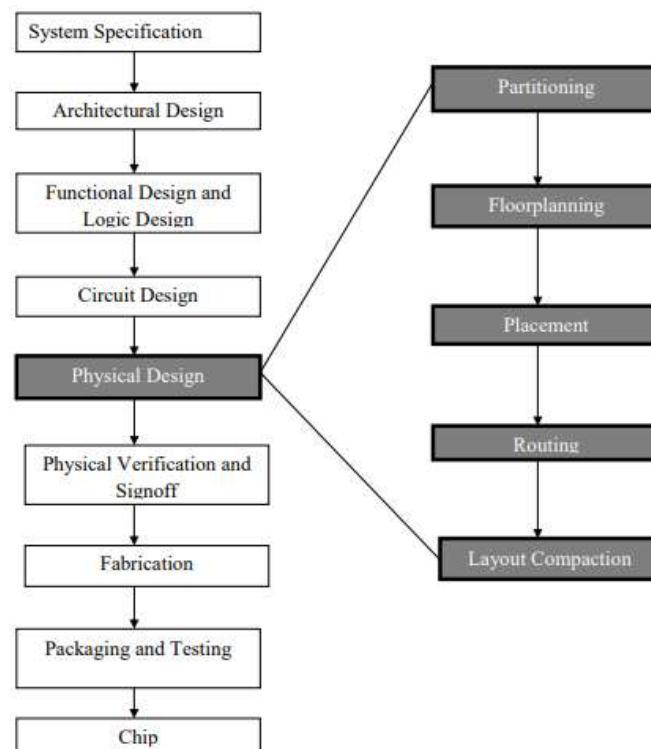 System Specification
Architectural Design
Functional Design and
Logic Design
Circuit Design
Physical Design
Physical Verification and
Signoff
Fabrication
Packaging and Testing
Chip
Partitioning
Floorplanning
Placement
Routing
Layout Compaction